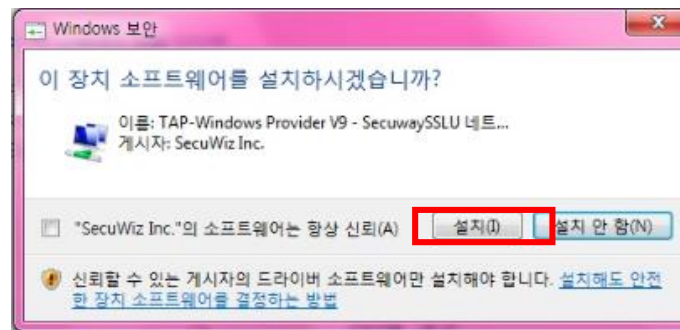 Windows 보안
이 장치 소프트웨어를 설치하시겠습니까?
이름: TAP-Windows Provider V9 - SecuwaySSLU 네트...
게시자: SecuWiz Inc.
"SecuWiz Inc."의 소프트웨어는 항상 신뢰(A) 설치(I) 설치 안 함(N)
신뢰할 수 있는 게시자의 드라이버 소프트웨어만 설치해야 합니다. 설치해도 안전
한 장치 소프트웨어를 결정하는 방법